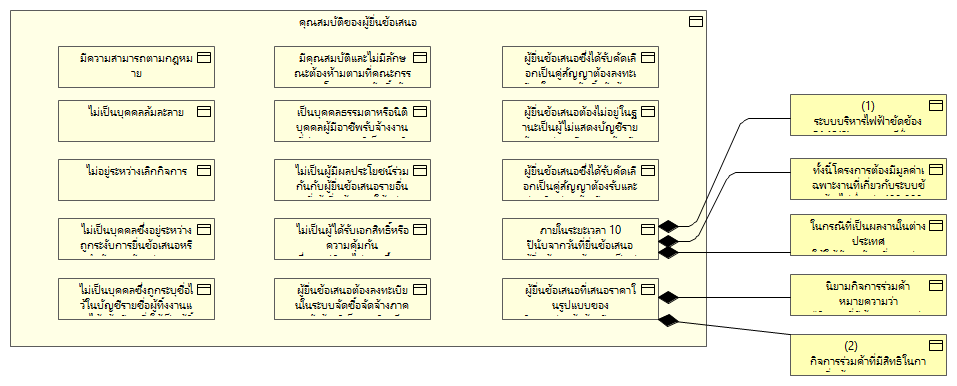 คุณสมบัติของผู้ยื่นข้อเสนอ
มีความสามารถตามกฎหม
าย
มีคุณสมบัติและไม่มีลักษ
ณะต้องห้ามตามที่คณะกรร
ผู้ยื่นข้อเสนอซึ่งได้รับคัดเลื
อกเป็นคู่สัญญาต้องลงทะเ
ไม่เป็นบุคคลล้มละลาย
เป็นบุคคลธรรมดาหรือนิติ
บุคคลผู้มีอาชีพรับจ้างงาน
ผู้ยื่นข้อเสนอต้องไม่อยู่ในฐ
านะเป็นผู้ไม่แสดงบัญชีราย
ไม่อยู่ระหว่างเลิกกิจการ
ไม่เป็นผู้มีผลประโยชน์ร่วม
กันกับผู้ยื่นข้อเสนอรายอื่น
ผู้ยื่นข้อเสนอซึ่งได้รับคัดเลื
อกเป็นคู่สัญญาต้องรับและ
ไม่เป็นบุคคลซึ่งอยู่ระหว่าง
ถูกระงับการยื่นข้อเสนอหรื
ไม่เป็นผู้ได้รับเอกสิทธิ์หรือ
ความคุ้มกัน
ภายในระยะเวลา 10
ปีนับจากวันที่ยื่นข้อเสนอ
ไม่เป็นบุคคลซึ่งถูกระบุชื่อไ
ว้ในบัญชีรายชื่อผู้ทิ้งงานแ
ผู้ยื่นข้อเสนอต้องลงทะเบีย
นในระบบจัดซื้อจัดจ้างภาค
ผู้ยื่นข้อเสนอที่เสนอราคาใ
นรูปแบบของ
(1)
ระบบบริหารไฟฟ้าขัดข้อง
ทั้งนี้โครงการต้องมีมูลค่าเ
ฉพาะงานที่เกี่ยวกับระบบขั
ในกรณีที่เป็นผลงานในต่าง
ประเทศ
นิยามกิจการร่วมค้า
หมายความว่า
(2)
กิจการร่วมค้าที่มีสิทธิในกา